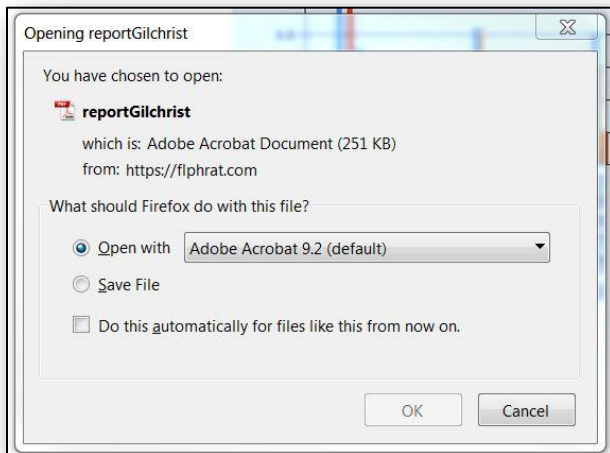 Opening reportGilchrist
You have chosen to open:
reportGilchrist
which is: Adobe Acrobat Document (251 KB)
from: https://flphrat.com
What should Firefox do with this file?
Open with Adobe Acrobat 9.2 (default)
Save File
Do this automatically for files like this from now on.
OK Cancel